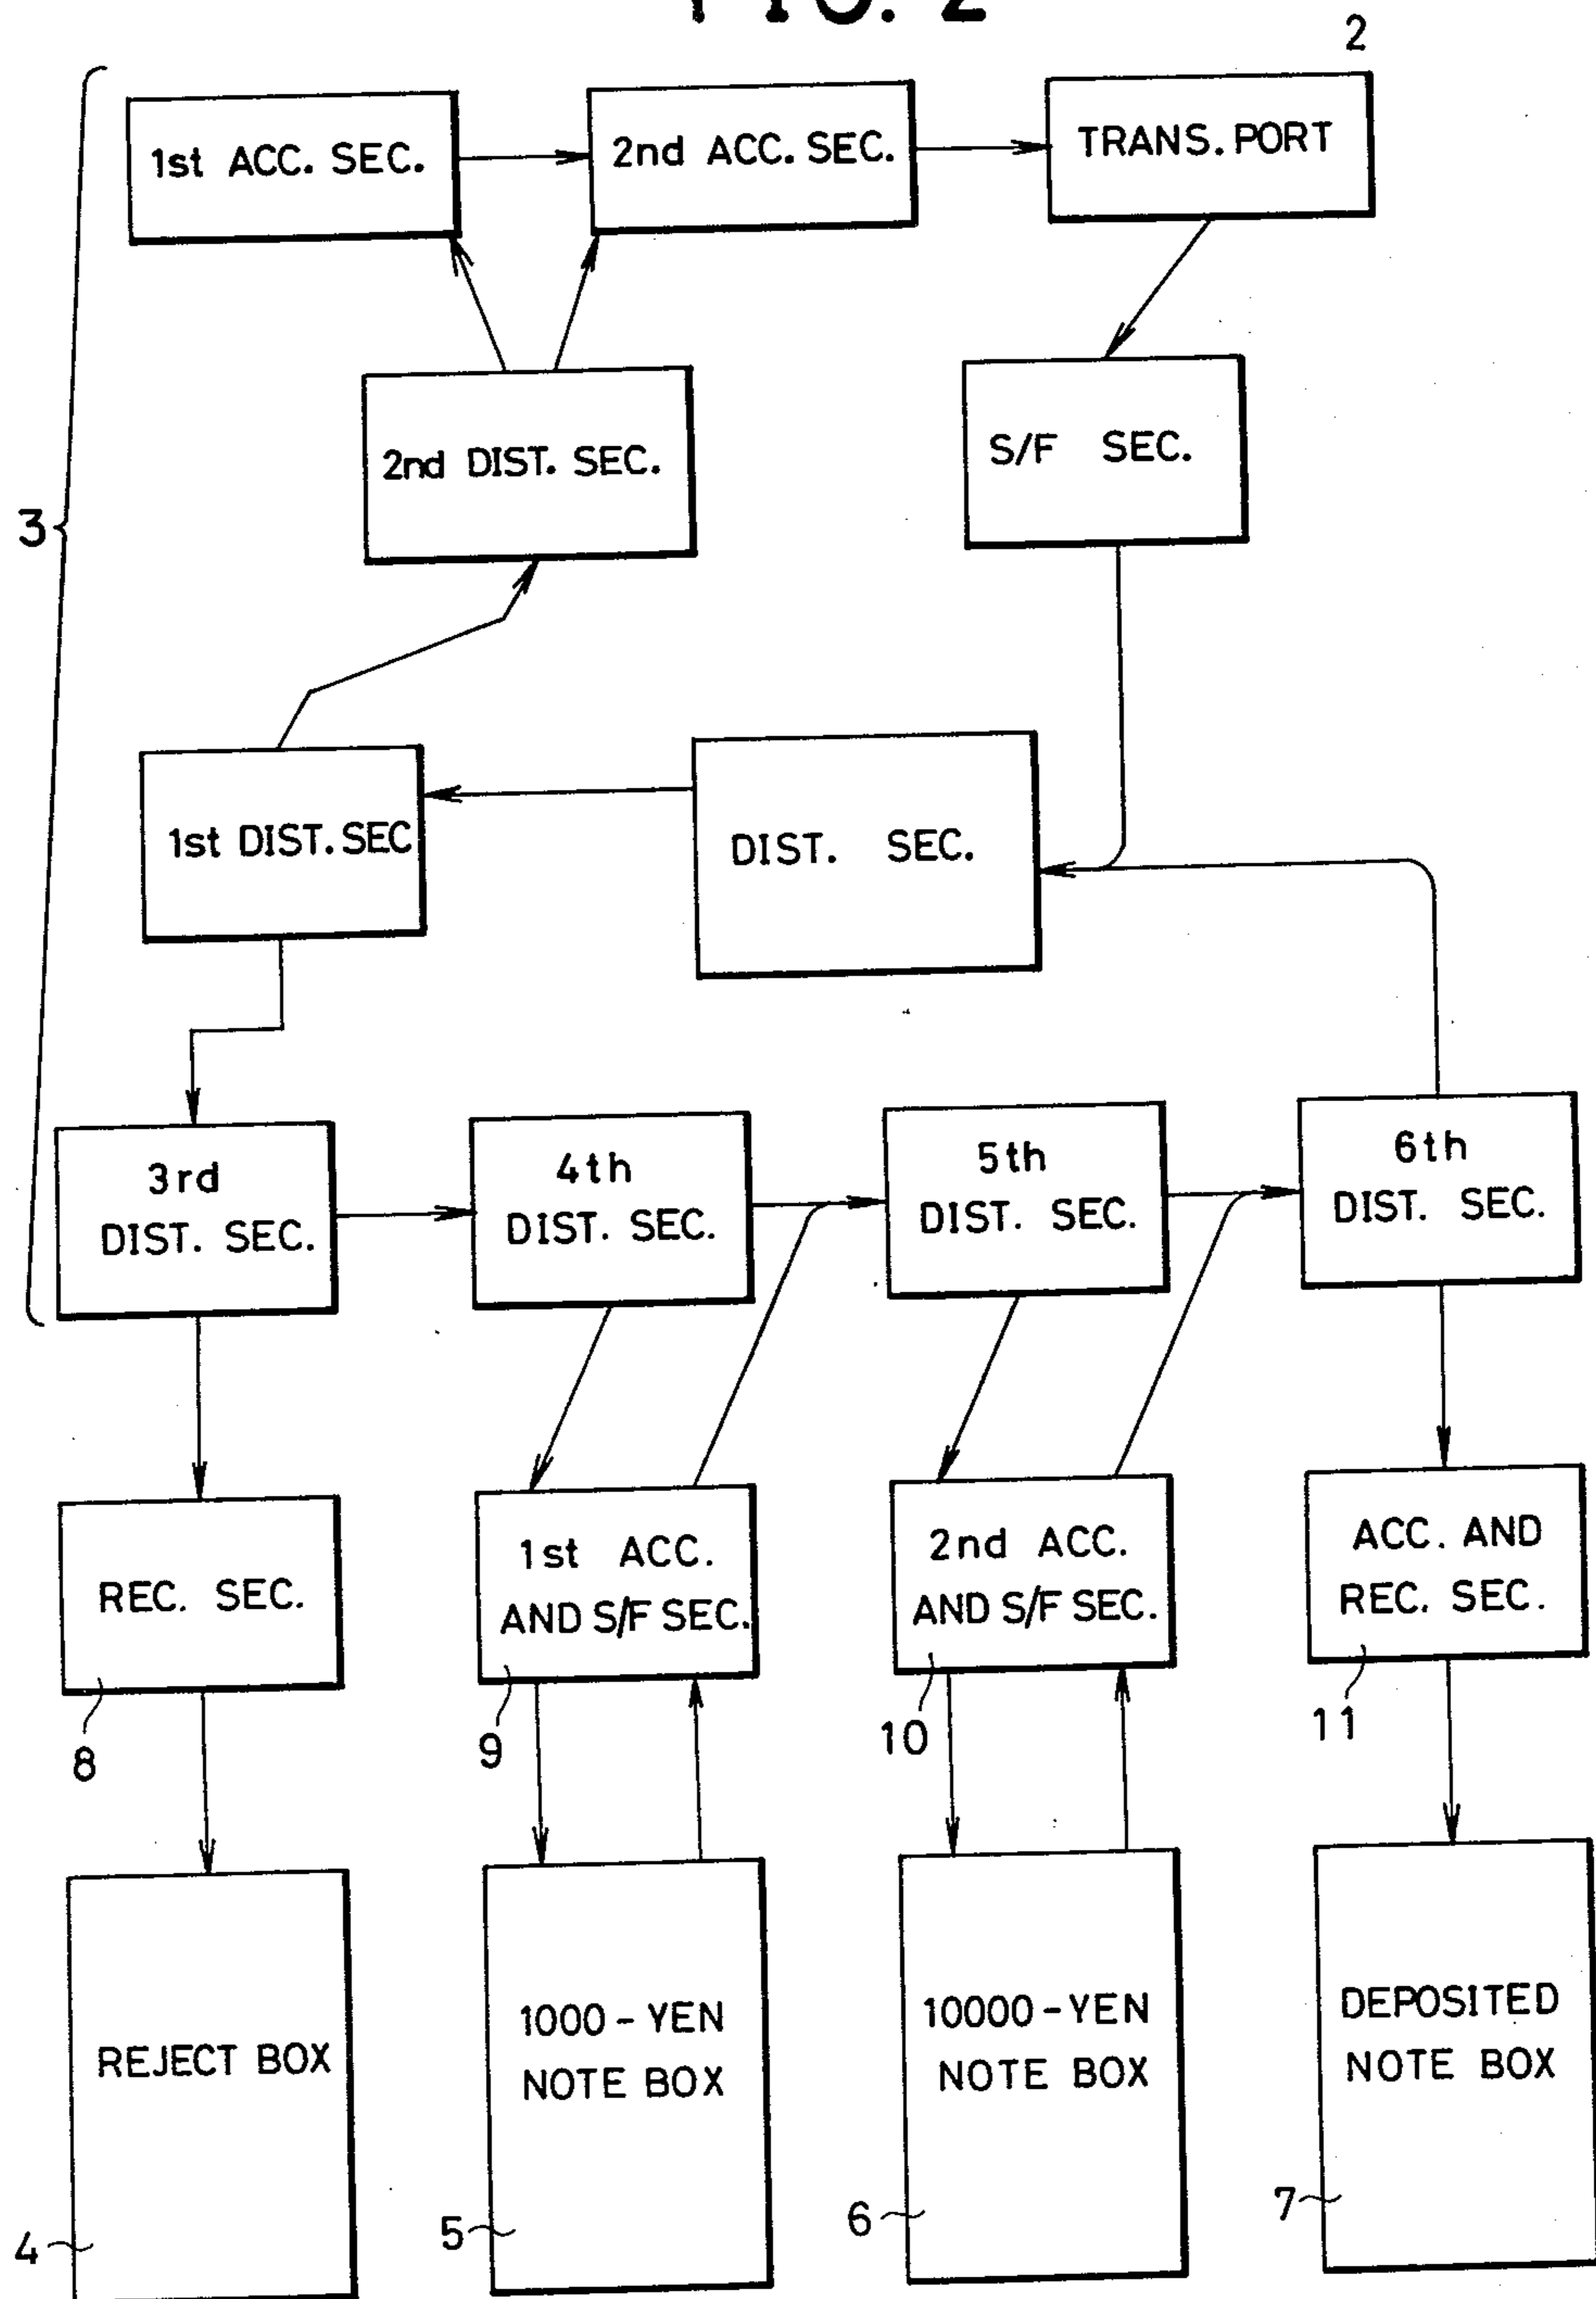 FIG. 2
2
1st ACC. SEC.
2nd ACC. SEC.
TRANS. PORT
2nd DIST. SEC.
S/F SEC.
3
1st DIST. SEC
DIST. SEC.
3rd
DIST. SEC.
4th
DIST. SEC.
5th
DIST. SEC.
6th
DIST. SEC.
REC. SEC.
1st ACC.
AND S/F SEC.
2nd ACC.
AND S/F SEC.
ACC. AND
REC. SEC.
8
9
10
11
REJECT BOX
1000-YEN
NOTE BOX
10000-YEN
NOTE BOX
DEPOSITED
NOTE BOX
4
5
6
7